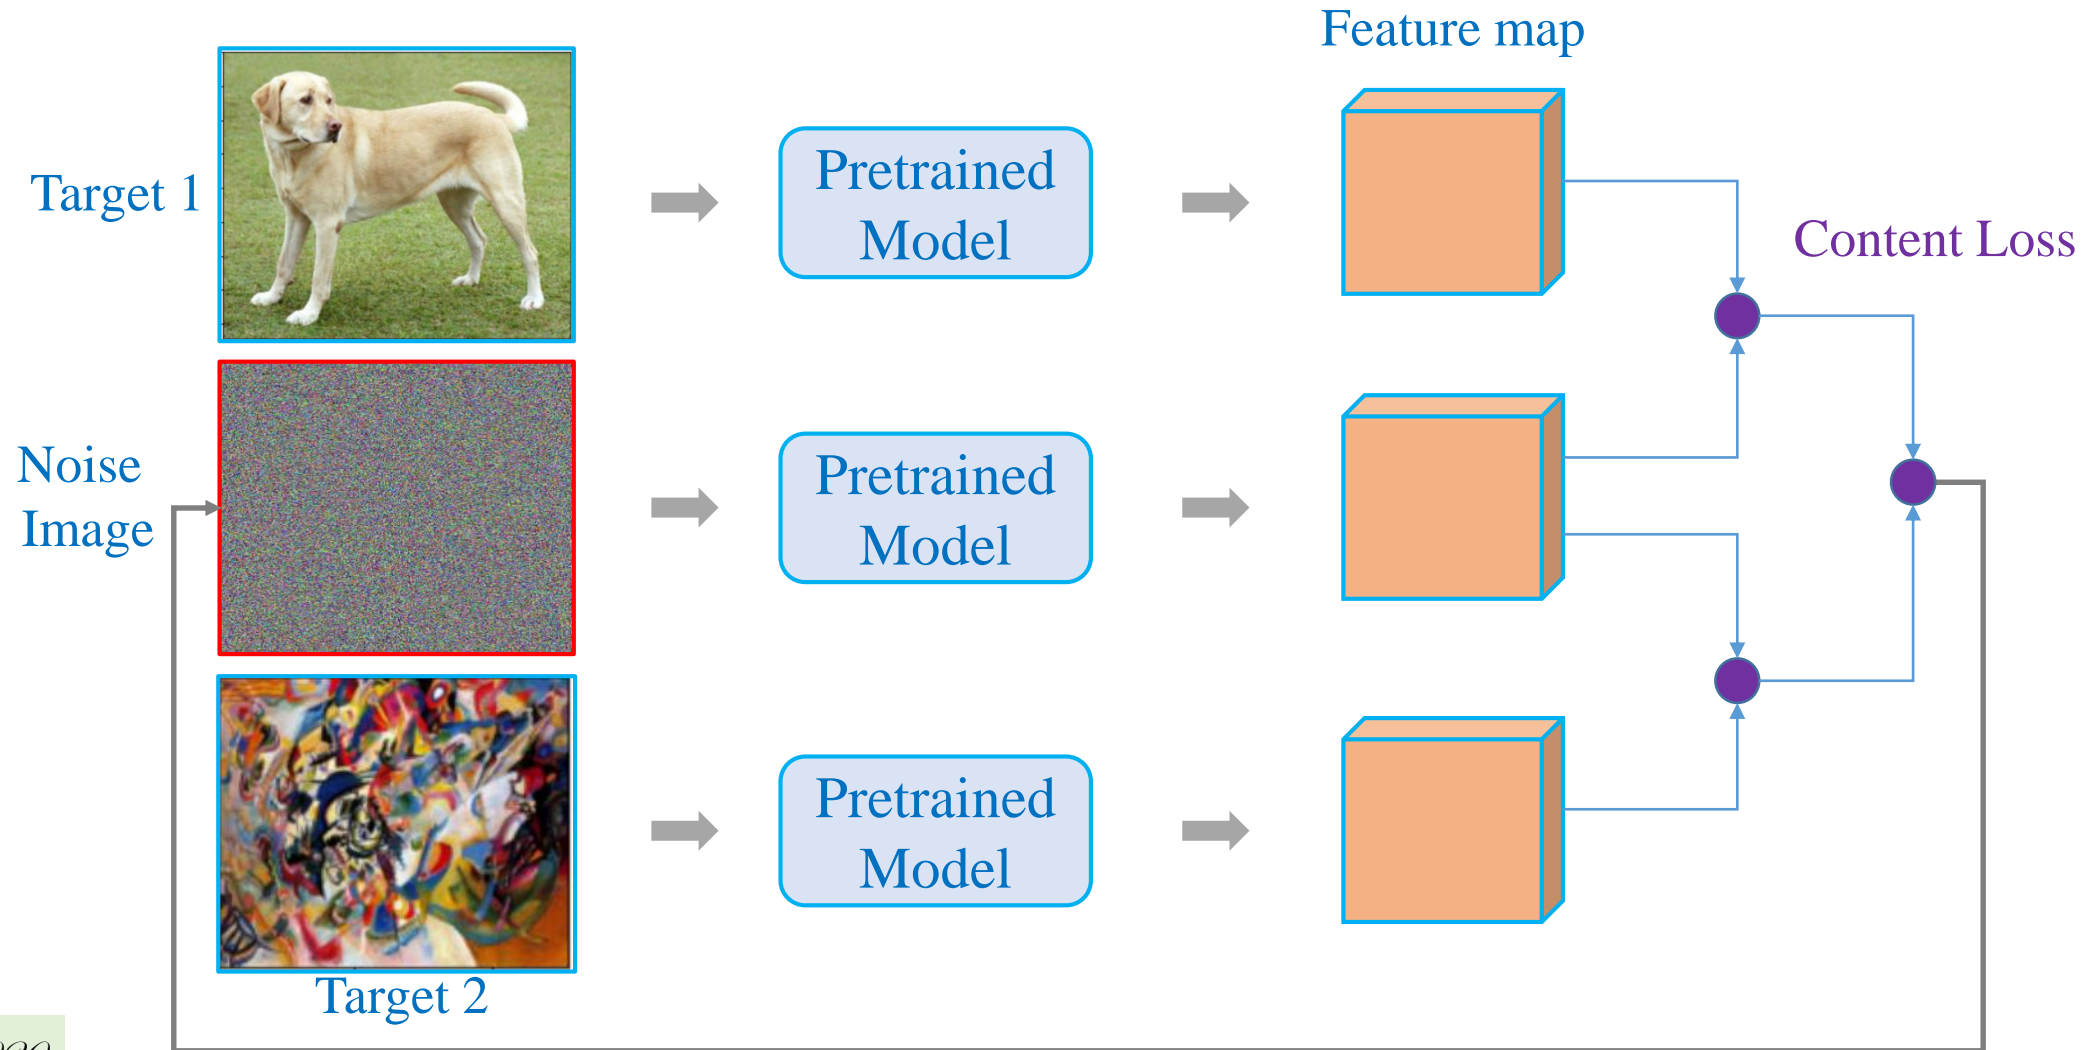 Feature map
Target 1
Pretrained
Model
Content Loss
Noise
Image
Pretrained
Model
Pretrained
Model
Target 2